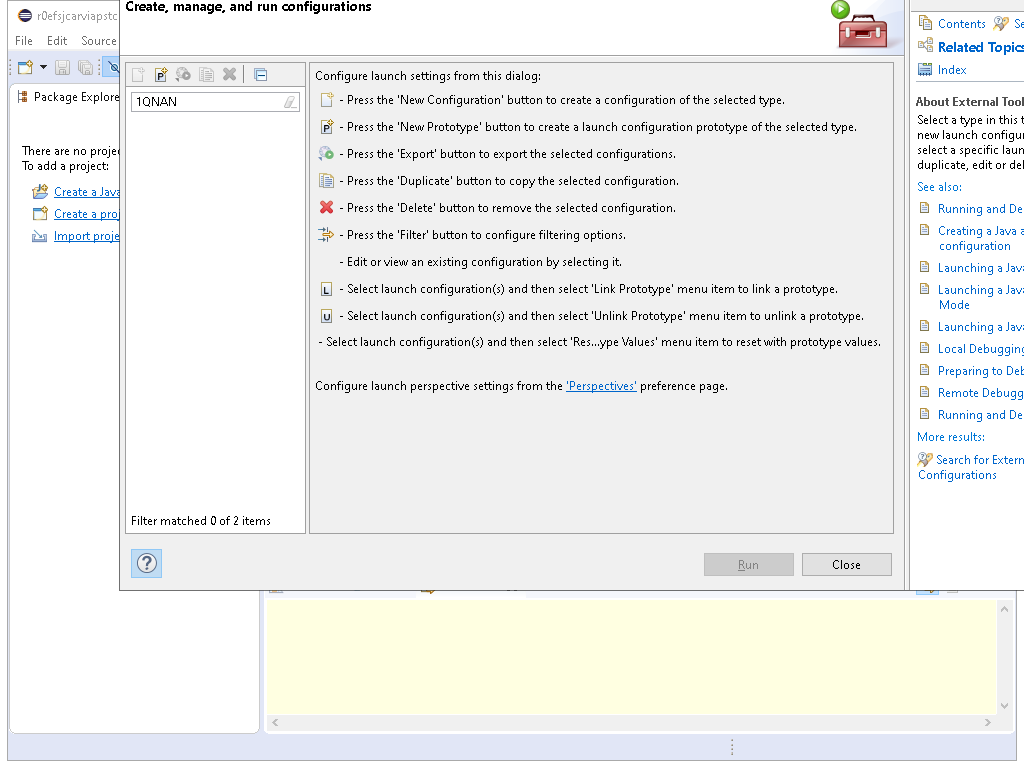 r0efsjcarviapstc
File Edit Source
Package Explore
There are no proje
To add a project:
Create a Java
Create a proj
Import proje
Create, manage, and run configurations
1QNAN
Filter matched 0 of 2 items
Configure launch settings from this dialog:
- Press the 'New Configuration' button to create a configuration of the selected type.
- Press the 'New Prototype' button to create a launch configuration prototype of the selected type.
- Press the 'Export' button to export the selected configurations.
- Press the 'Duplicate' button to copy the selected configuration.
- Press the 'Delete' button to remove the selected configuration.
- Press the 'Filter' button to configure filtering options.
- Edit or view an existing configuration by selecting it.
- Select launch configuration(s) and then select 'Link Prototype' menu item to link a prototype.
- Select launch configuration(s) and then select 'Unlink Prototype' menu item to unlink a prototype.
- Select launch configuration(s) and then select 'Res...ype Values' menu item to reset with prototype values.
Configure launch perspective settings from the 'Perspectives' preference page.
Run
Close
Contents Se
Related Topics
Index
About External Tool
Select a type in this t
new launch configur
select a specific laun
duplicate, edit or del
See also:
Running and De
Creating a Java a
configuration
Launching a Java
Launching a Java
Mode
Launching a Java
Local Debugging
Preparing to Deb
Remote Debugg
Running and De
More results:
Search for Extern
Configurations